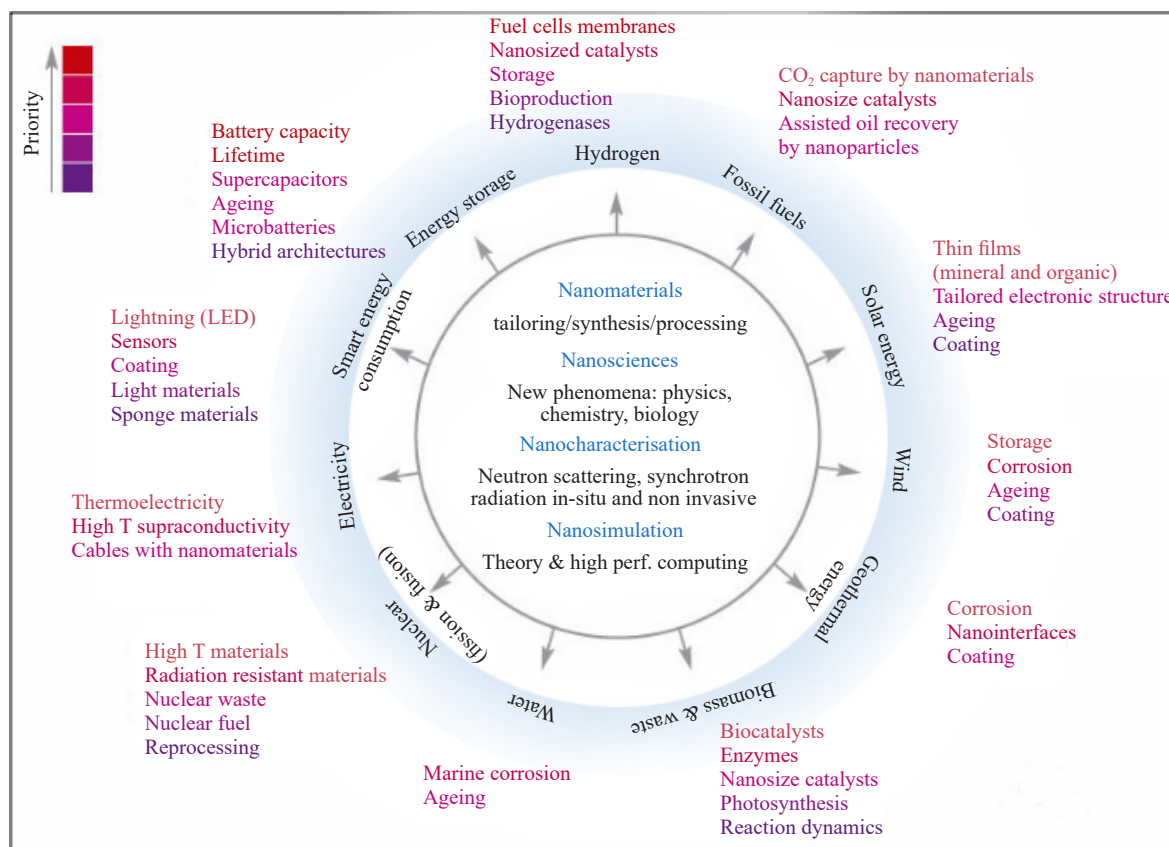 Priority
Fuel cells membranes
Nanosized catalysts
Storage
Bioproduction
Hydrogenases
Hydrogen
CO₂ capture by nanomaterials
Nanosize catalysts
Assisted oil recovery
by nanoparticles
Fossil fuels
Thin films
(mineral and organic)
Tailored electronic structure
Ageing
Coating
Solar energy
Storage
Corrosion
Ageing
Coating
Wind
Corrosion
Nanointerfaces
Coating
Geothermal
energy
Biocatalysts
Enzymes
Nanosize catalysts
Photosynthesis
Reaction dynamics
Biomass & waste
Marine corrosion
Ageing
Water
High T materials
Radiation resistant materials
Nuclear waste
Nuclear fuel
Reprocessing
Nuclear
(fission & fusion)
Thermoelectricity
High T supraconductivity
Cables with nanomaterials
Electricity
Lightning (LED)
Sensors
Coating
Light materials
Sponge materials
Smart energy
consumption
Battery capacity
Lifetime
Supercapacitors
Ageing
Microbatteries
Hybrid architectures
Energy storage
Nanomaterials
tailoring/synthesis/processing
Nanosciences
New phenomena: physics,
chemistry, biology
Nanocharacterisation
Neutron scattering, synchrotron
radiation in-situ and non invasive
Nanosimulation
Theory & high perf. computing